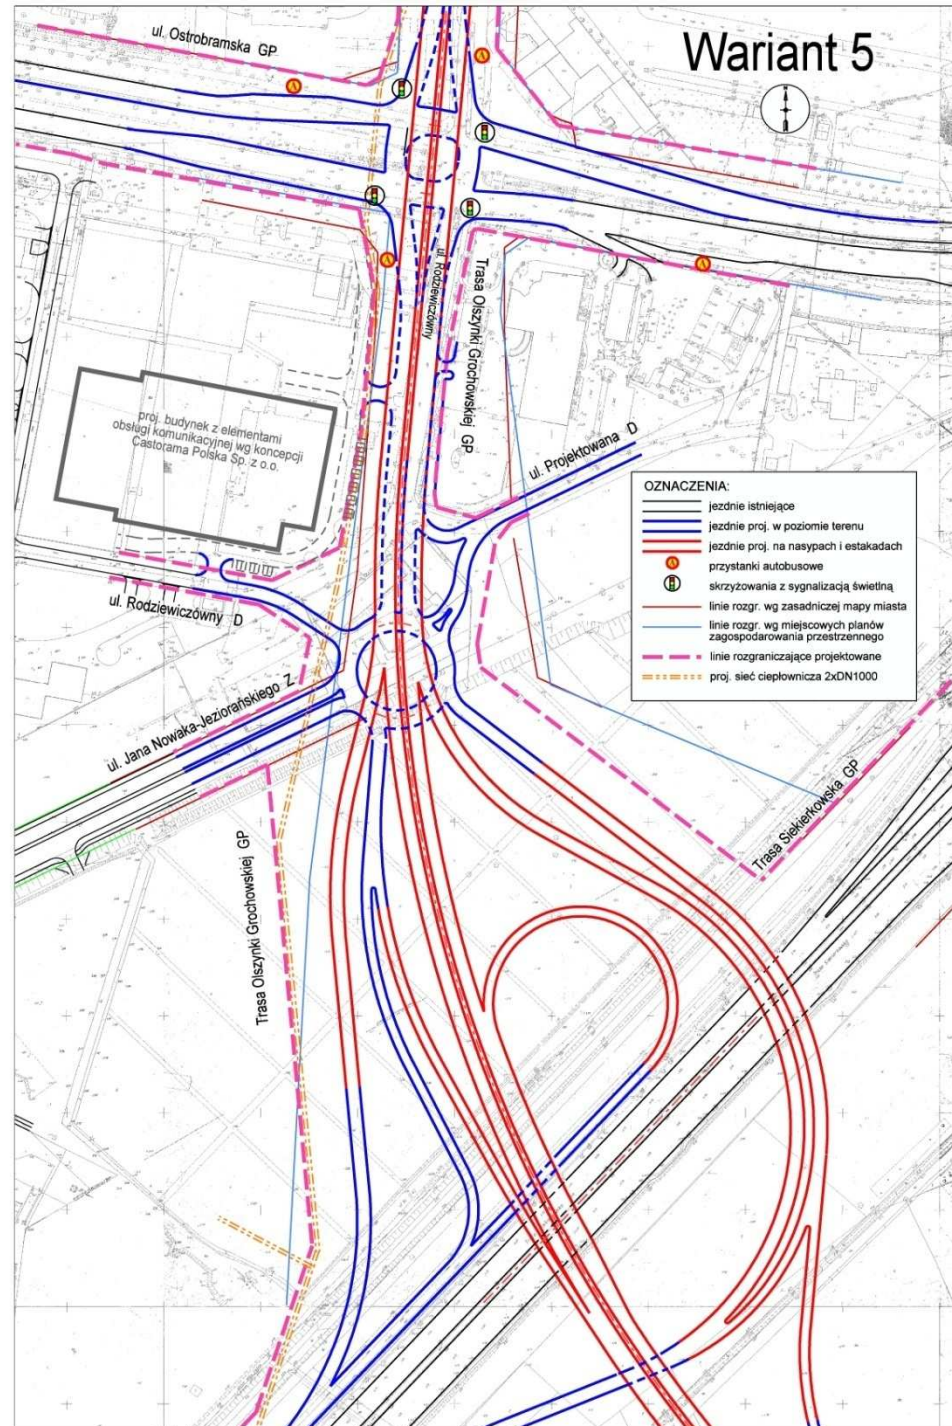 Wariant 5
ul. Ostrobramska GP
N
ul. Rodziewiczówny
Trasa Olszynki Grochowskiej GP
proj. budynek z elementami
obsługi komunikacyjnej wg koncepcji
Castorama Polska Sp. z o.o.
ul. Projektowana D
OZNACZENIA:
jezdnie istniejące
jezdnie proj. w poziomie terenu
jezdnie proj. na nasypach i estakadach
przystanki autobusowe
skrzyżowania z sygnalizacją świetlną
linie rozgr. wg zasadniczej mapy miasta
linie rozgr. wg miejscowych planów
zagospodarowania przestrzennego
linie rozgraniczające projektowane
proj. sieć ciepłownicza 2xDN1000
ul. Rodziewiczówny D
ul. Jana Nowaka-Jeziorańskiego Z
Trasa Siekierkowska GP
Trasa Olszynki Grochowskiej GP